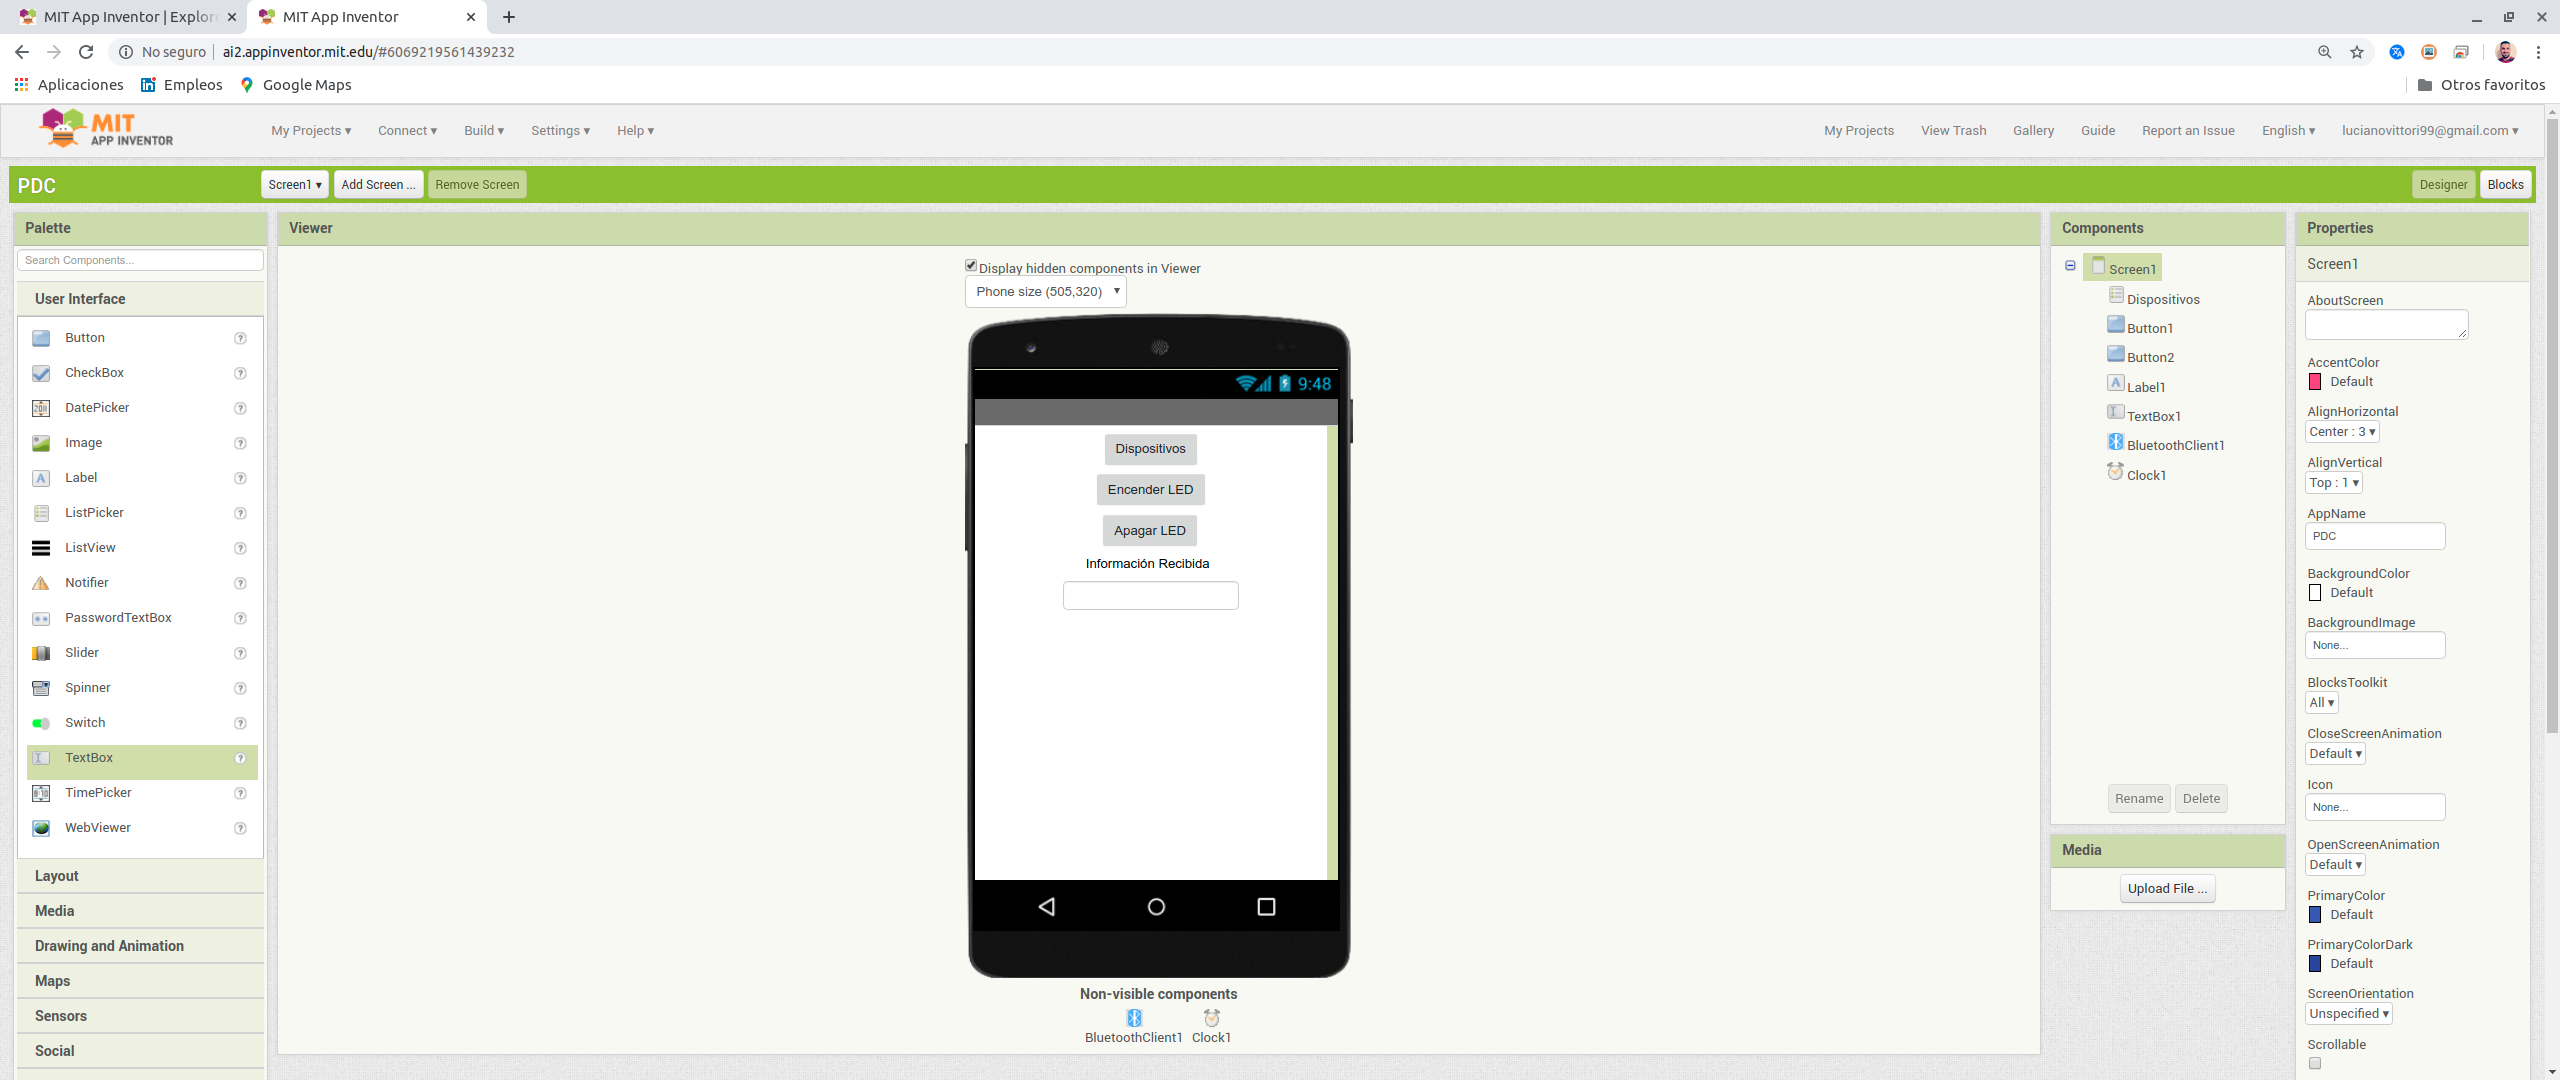 MIT App Inventor | Explor
MIT App Inventor
No seguro
ai2.appinventor.mit.edu/#6069219561439232
Aplicaciones
Empleos
Google Maps
Otros favoritos
MIT
APP INVENTOR
My Projects ▾
Connect ▾
Build ▾
Settings ▾
Help ▾
My Projects
View Trash
Gallery
Guide
Report an Issue
English ▾
lucianovittori99@gmail.com ▾
PDC
Screen1 ▾
Add Screen ...
Remove Screen
Designer
Blocks
Palette
Search Components...
User Interface
Button
CheckBox
DatePicker
Image
Label
ListPicker
ListView
Notifier
PasswordTextBox
Slider
Spinner
Switch
TextBox
TimePicker
WebViewer
Layout
Media
Drawing and Animation
Maps
Sensors
Social
Viewer
Display hidden components in Viewer
Phone size (505,320)
9:48
Dispositivos
Encender LED
Apagar LED
Información Recibida
Non-visible components
BluetoothClient1
Clock1
Components
Screen1
Dispositivos
Button1
Button2
Label1
TextBox1
BluetoothClient1
Clock1
Rename
Delete
Media
Upload File ...
Properties
Screen1
AboutScreen
AccentColor
Default
AlignHorizontal
Center : 3 ▾
AlignVertical
Top : 1 ▾
AppName
PDC
BackgroundColor
Default
BackgroundImage
None...
BlocksToolkit
All ▾
CloseScreenAnimation
Default ▾
Icon
None...
OpenScreenAnimation
Default ▾
PrimaryColor
Default
PrimaryColorDark
Default
ScreenOrientation
Unspecified ▾
Scrollable